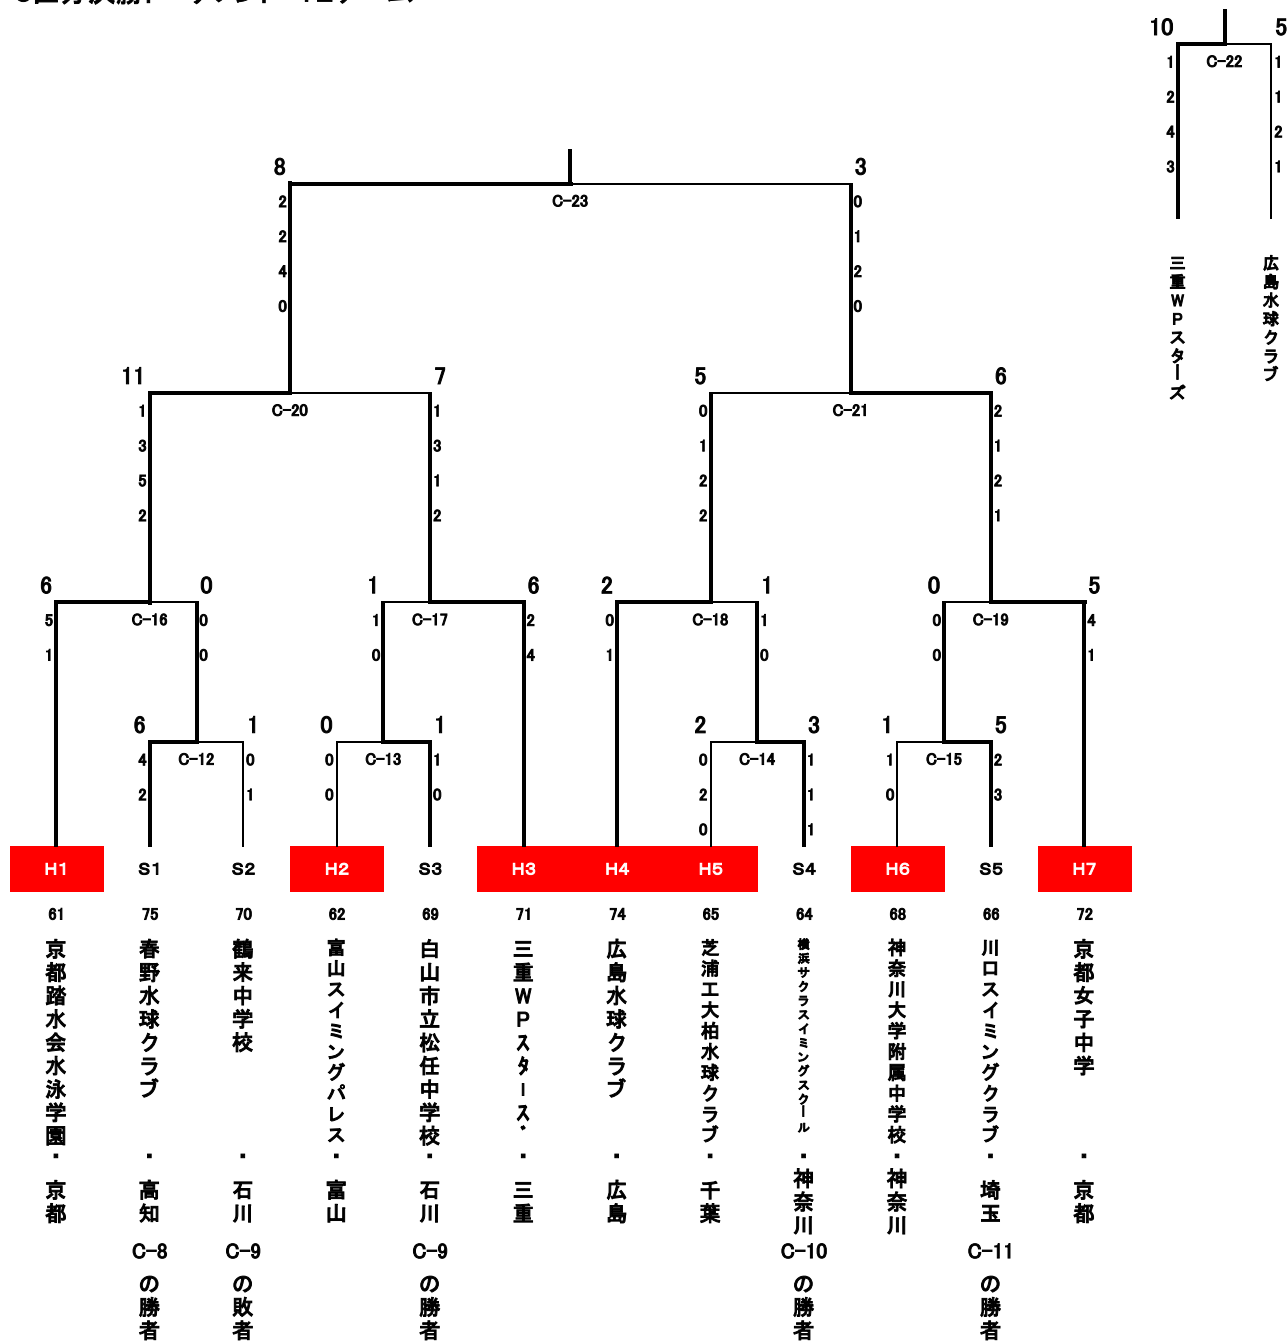 10
5
C-22
1
1
2
1
4
2
3
1
三重WPスターズ
広島水球クラブ
8
3
C-23
2
0
2
1
4
2
0
0
11
7
5
6
C-20
C-21
1
1
0
2
3
3
1
1
5
1
2
2
2
2
2
1
6
0
1
6
2
1
0
5
C-16
C-17
C-18
C-19
5
0
1
2
0
1
0
4
1
0
0
4
1
0
0
1
6
1
0
1
2
3
1
5
C-12
C-13
C-14
C-15
4
0
0
1
0
1
1
2
2
1
0
0
2
1
0
3
0
1
H1
S1
S2
H2
S3
H3
H4
H5
S4
H6
S5
H7
61
75
70
62
69
71
74
65
64
68
66
72
京都踏水会水泳学園・京都
春野水球クラブ・高知
鶴来中学校・石川
富山スイミングパレス・富山
白山市立松任中学校・石川
三重WPスターズ・三重
広島水球クラブ・広島
芝浦工大柏水球クラブ・千葉
横浜サクラスイミングスクール・神奈川
神奈川大学附属中学校・神奈川
川口スイミングクラブ・埼玉
京都女子中学・京都
C-8の勝者
C-9の敗者
C-9の勝者
C-10の勝者
C-11の勝者